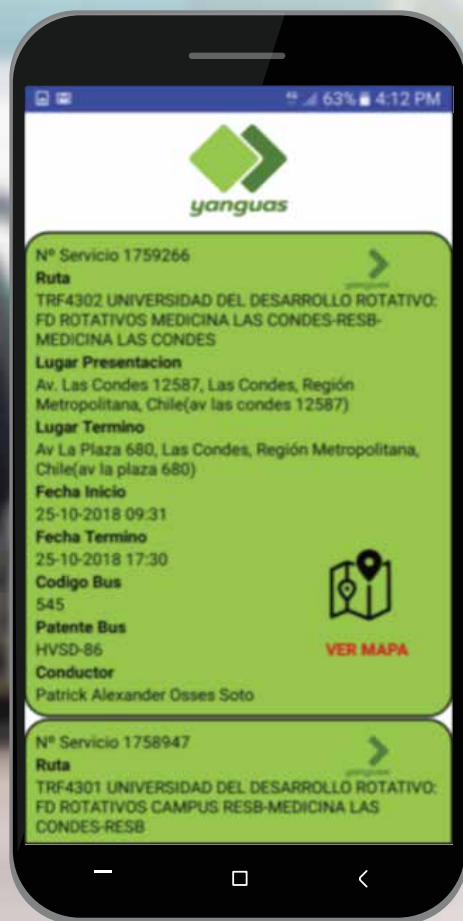 63% 4:12 PM
yanguas
Nº Servicio 1759266
Ruta
TRF4302 UNIVERSIDAD DEL DESARROLLO ROTATIVO:
FD ROTATIVOS MEDICINA LAS CONDES-RESB-
MEDICINA LAS CONDES
Lugar Presentacion
Av. Las Condes 12587, Las Condes, Región
Metropolitana, Chile(av las condes 12587)
Lugar Termino
Av La Plaza 680, Las Condes, Región Metropolitana,
Chile(av la plaza 680)
Fecha Inicio
25-10-2018 09:31
Fecha Termino
25-10-2018 17:30
Codigo Bus
545
Patente Bus
HVSD-86
VER MAPA
Conductor
Patrick Alexander Osses Soto
Nº Servicio 1758947
Ruta
TRF4301 UNIVERSIDAD DEL DESARROLLO ROTATIVO:
FD ROTATIVOS CAMPUS RESB-MEDICINA LAS
CONDES-RESB